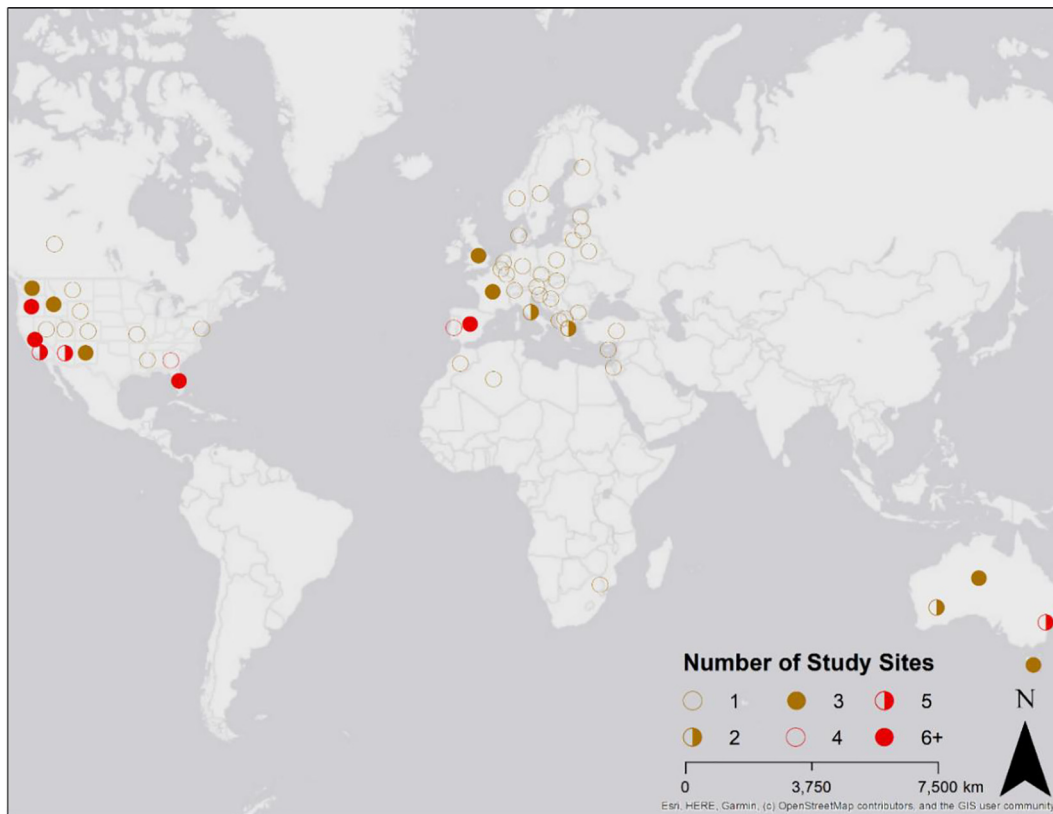 Number of Study Sites
N
1 3 5
2 4 6+
0 3,750 7,500 km
Esri, HERE, Garmin, (c) OpenStreetMap contributors, and the GIS user community